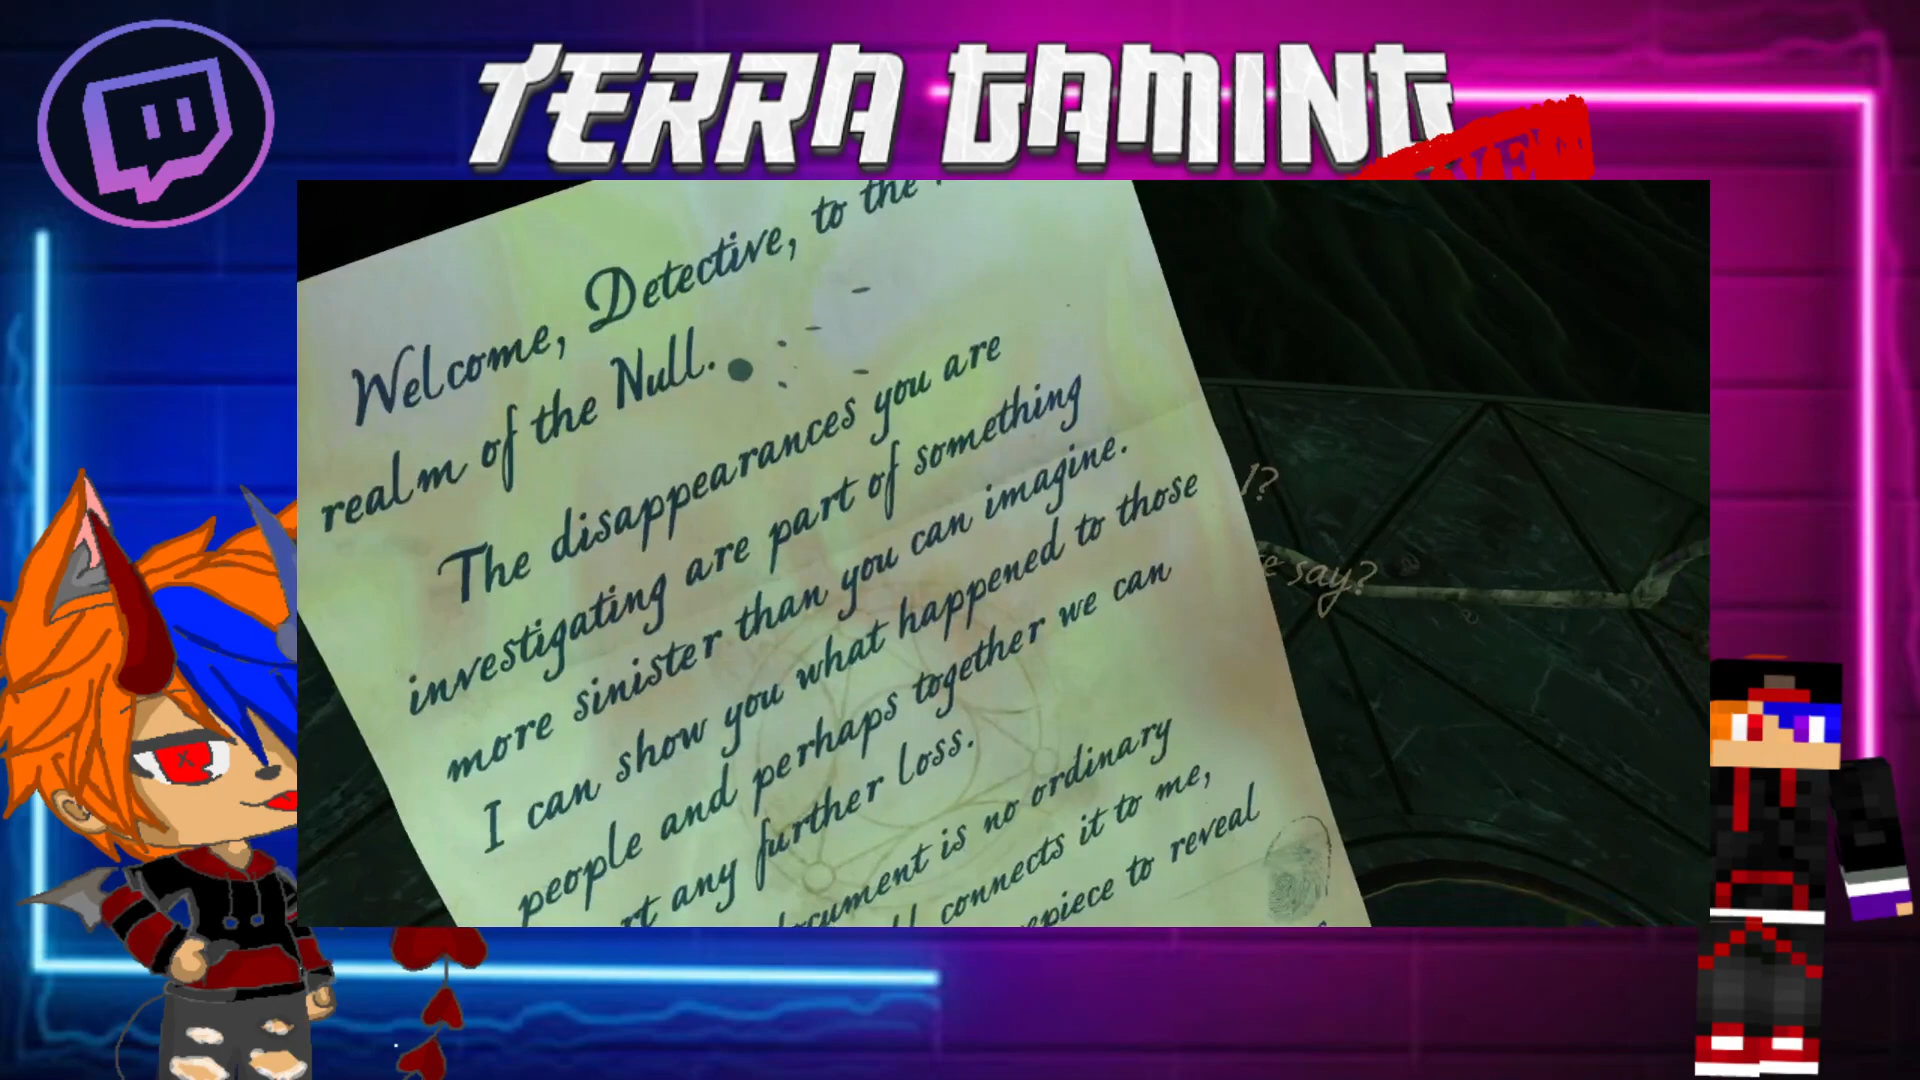 TERRA GAMING
Welcome, Detective, to the
realm of the Null.
The disappearances you are
investigating are part of something
more sinister than you can imagine.
I can show you what happened to those
people and perhaps together we can
any further loss.
is no ordinary
connects it to me,
to reveal
say?